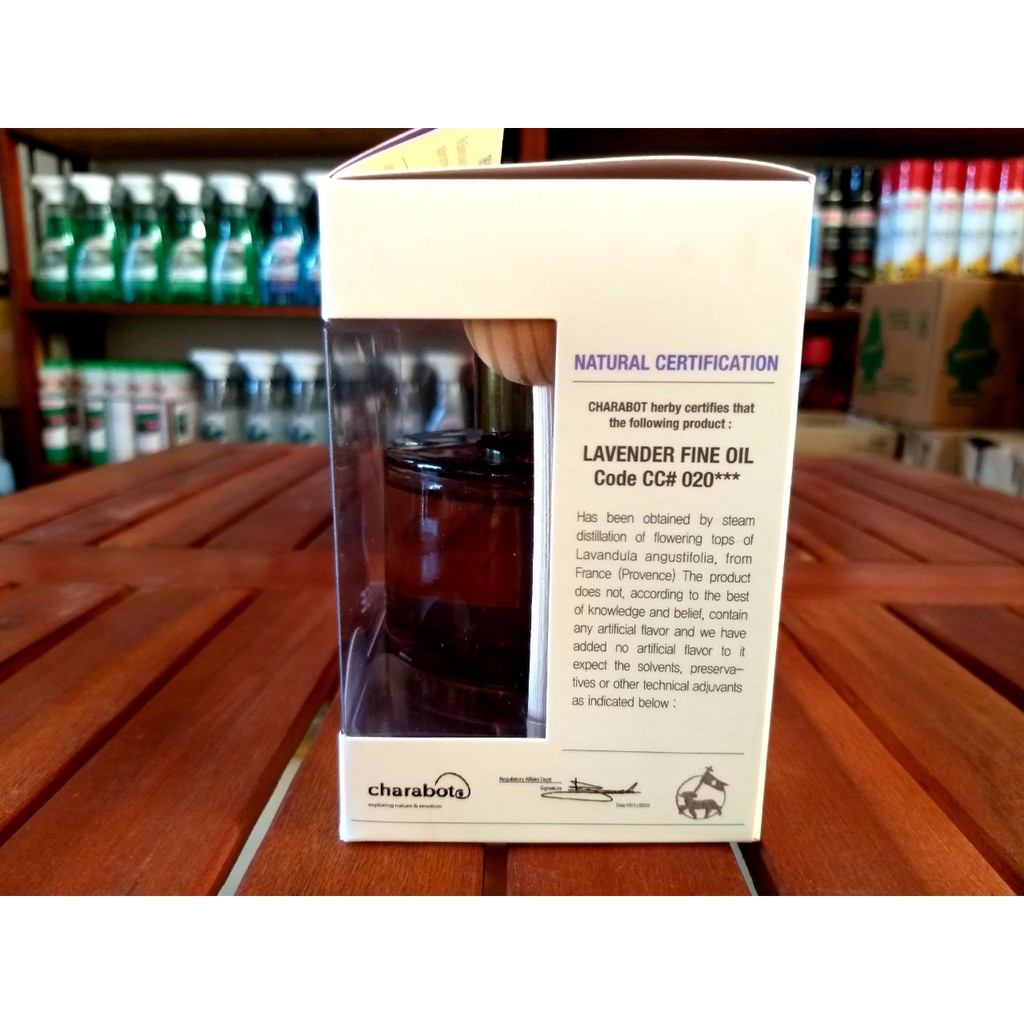 NATURAL CERTIFICATION
CHARABOT herby certifies that
the following product :
LAVENDER FINE OIL
Code CC# 020***
Has been obtained by steam
distillation of flowering tops of
Lavandula angustifolia, from
France (Provence) The product
does not, according to the best
of knowledge and belief, contain
any artificial flavor and we have
added no artificial flavor to it
expect the solvents, preserva-
tives or other technical adjuvants
as indicated below :
charabot
exploring nature & emotion
Regulatory Affairs Dept
Signature